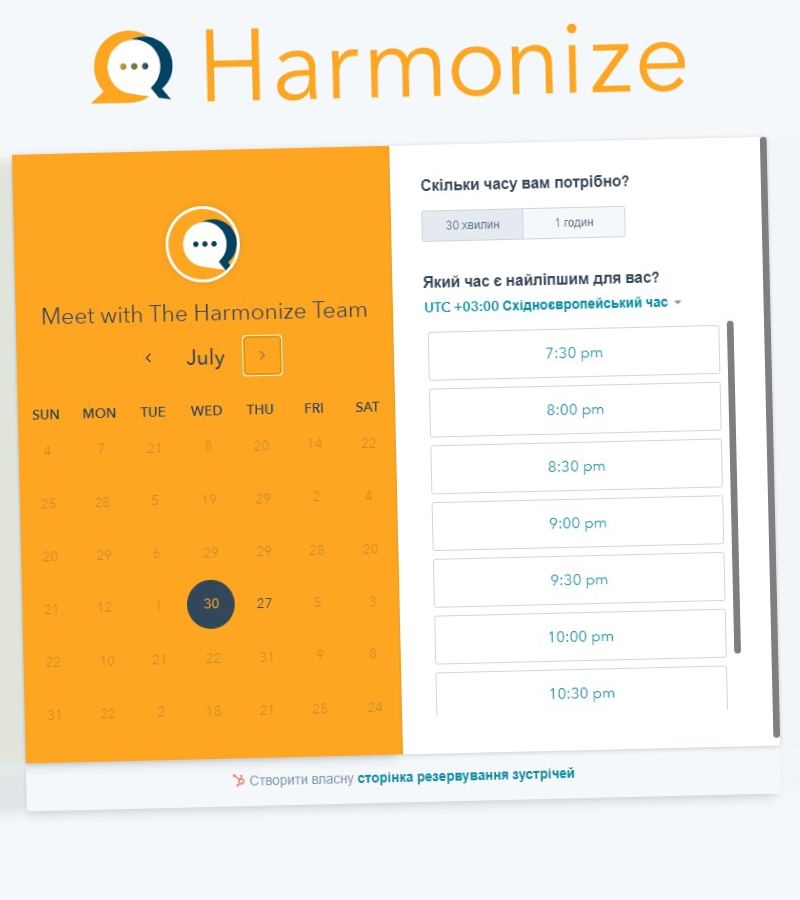 Harmonize
Meet with The Harmonize Team
July
SUN MON TUE WED THU FRI SAT
4 7 21 8 20 14 22
25 28 5 19 29 2 4
20 29 6 29 29 28 20
21 12 1 30 27 5 3
22 10 21 22 31 9 8
31 22 2 18 21 25 24
Скільки часу вам потрібно?
30 хвилин 1 годин
Який час є найліпшим для вас?
UTC +03:00 Східноєвропейський час
7:30 pm
8:00 pm
8:30 pm
9:00 pm
9:30 pm
10:00 pm
10:30 pm
Створити власну сторінка резервування зустрічей